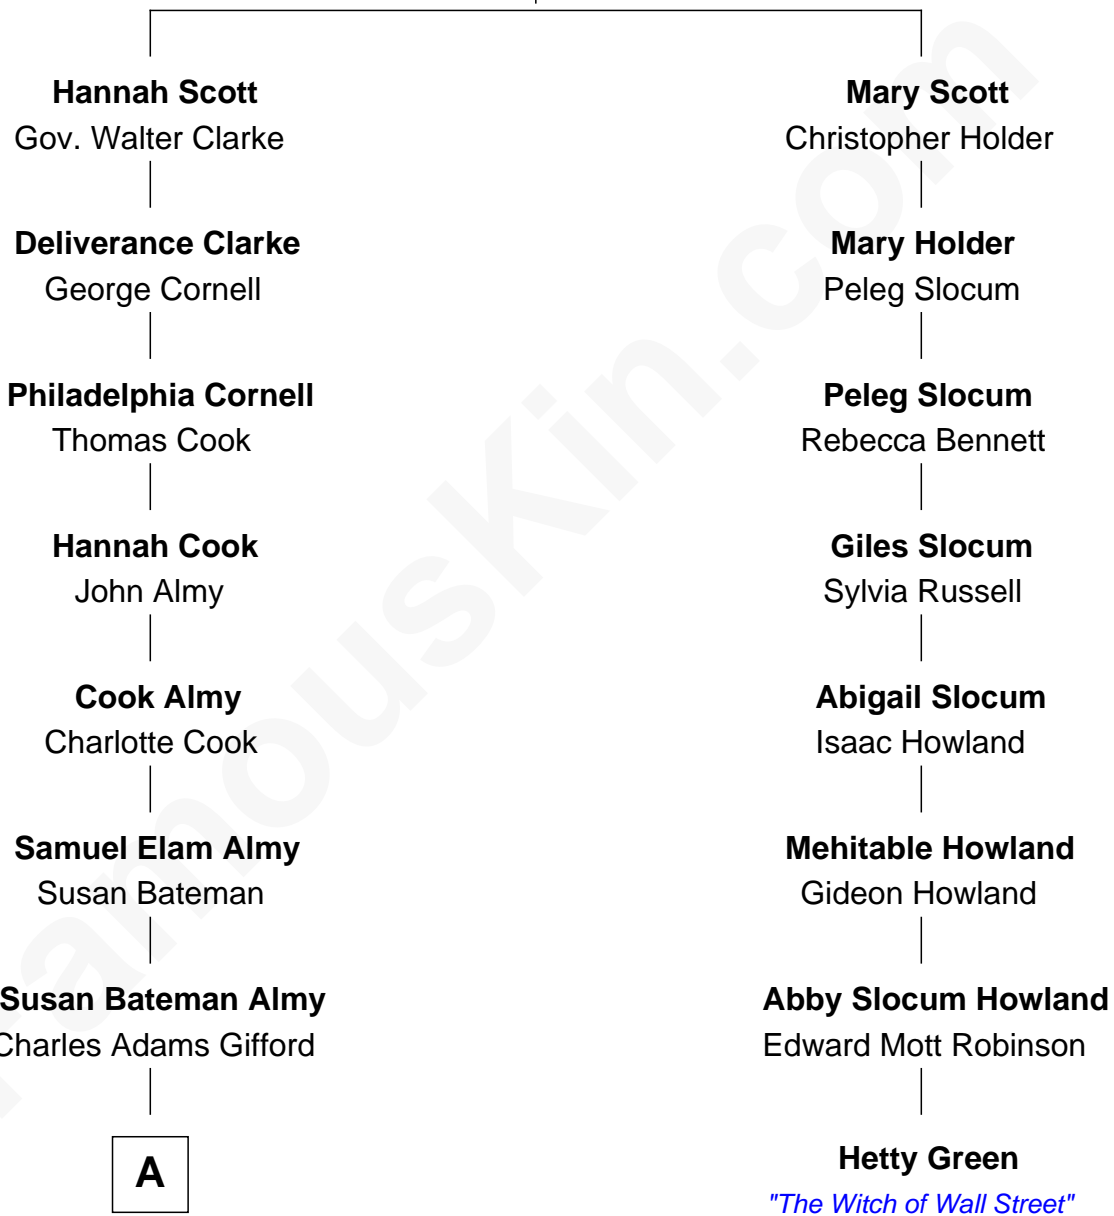 Hannah Scott
Gov. Walter Clarke
Mary Scott
Christopher Holder
Deliverance Clarke
George Cornell
Mary Holder
Peleg Slocum
Philadelphia Cornell
Thomas Cook
Peleg Slocum
Rebecca Bennett
Hannah Cook
John Almy
Giles Slocum
Sylvia Russell
Cook Almy
Charlotte Cook
Abigail Slocum
Isaac Howland
Samuel Elam Almy
Susan Bateman
Mehitable Howland
Gideon Howland
Susan Bateman Almy
Charles Adams Gifford
Abby Slocum Howland
Edward Mott Robinson
A
Hetty Green
"The Witch of Wall Street"
FamousKin.com